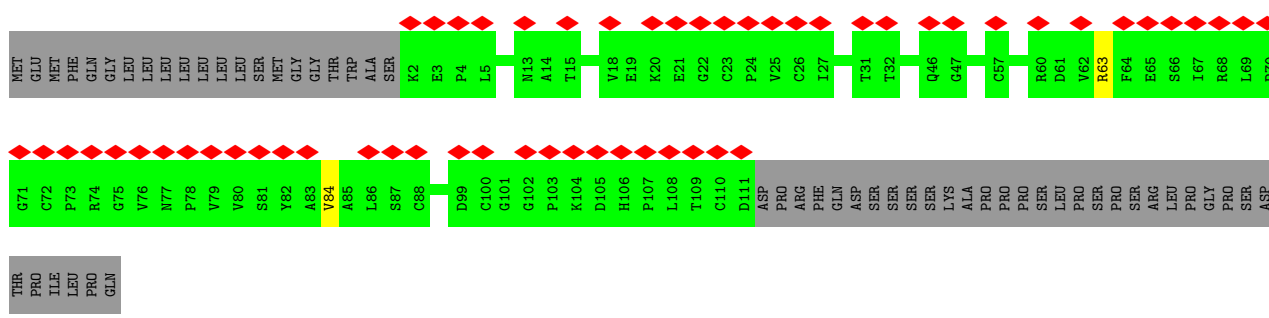 MET GLU MET PHE GLN GLY LEU LEU LEU LEU LEU LEU LEU SER MET GLY GLY THR TRP ALA SER K2 E3 P4 L5 N13 A14 T15 V18 E19 K20 E21 G22 C23 P24 V25 C26 I27 T31 T32 Q46 G47 C57 R60 D61 V62 R63 F64 E65 S66 I67 R68 L69 P70
G71 C72 P73 R74 G75 V76 N77 P78 V79 V80 S81 Y82 A83 V84 A85 L86 S87 C88 D99 C100 G101 G102 P103 K104 D105 H106 P107 L108 T109 C110 D111 ASP PRO ARG PHE GLN ASP SER SER SER SER LYS ALA PRO PRO PRO SER LEU PRO SER PRO SER ARG LEU PRO GLY PRO SER ASP
THR PRO ILE LEU PRO GLN